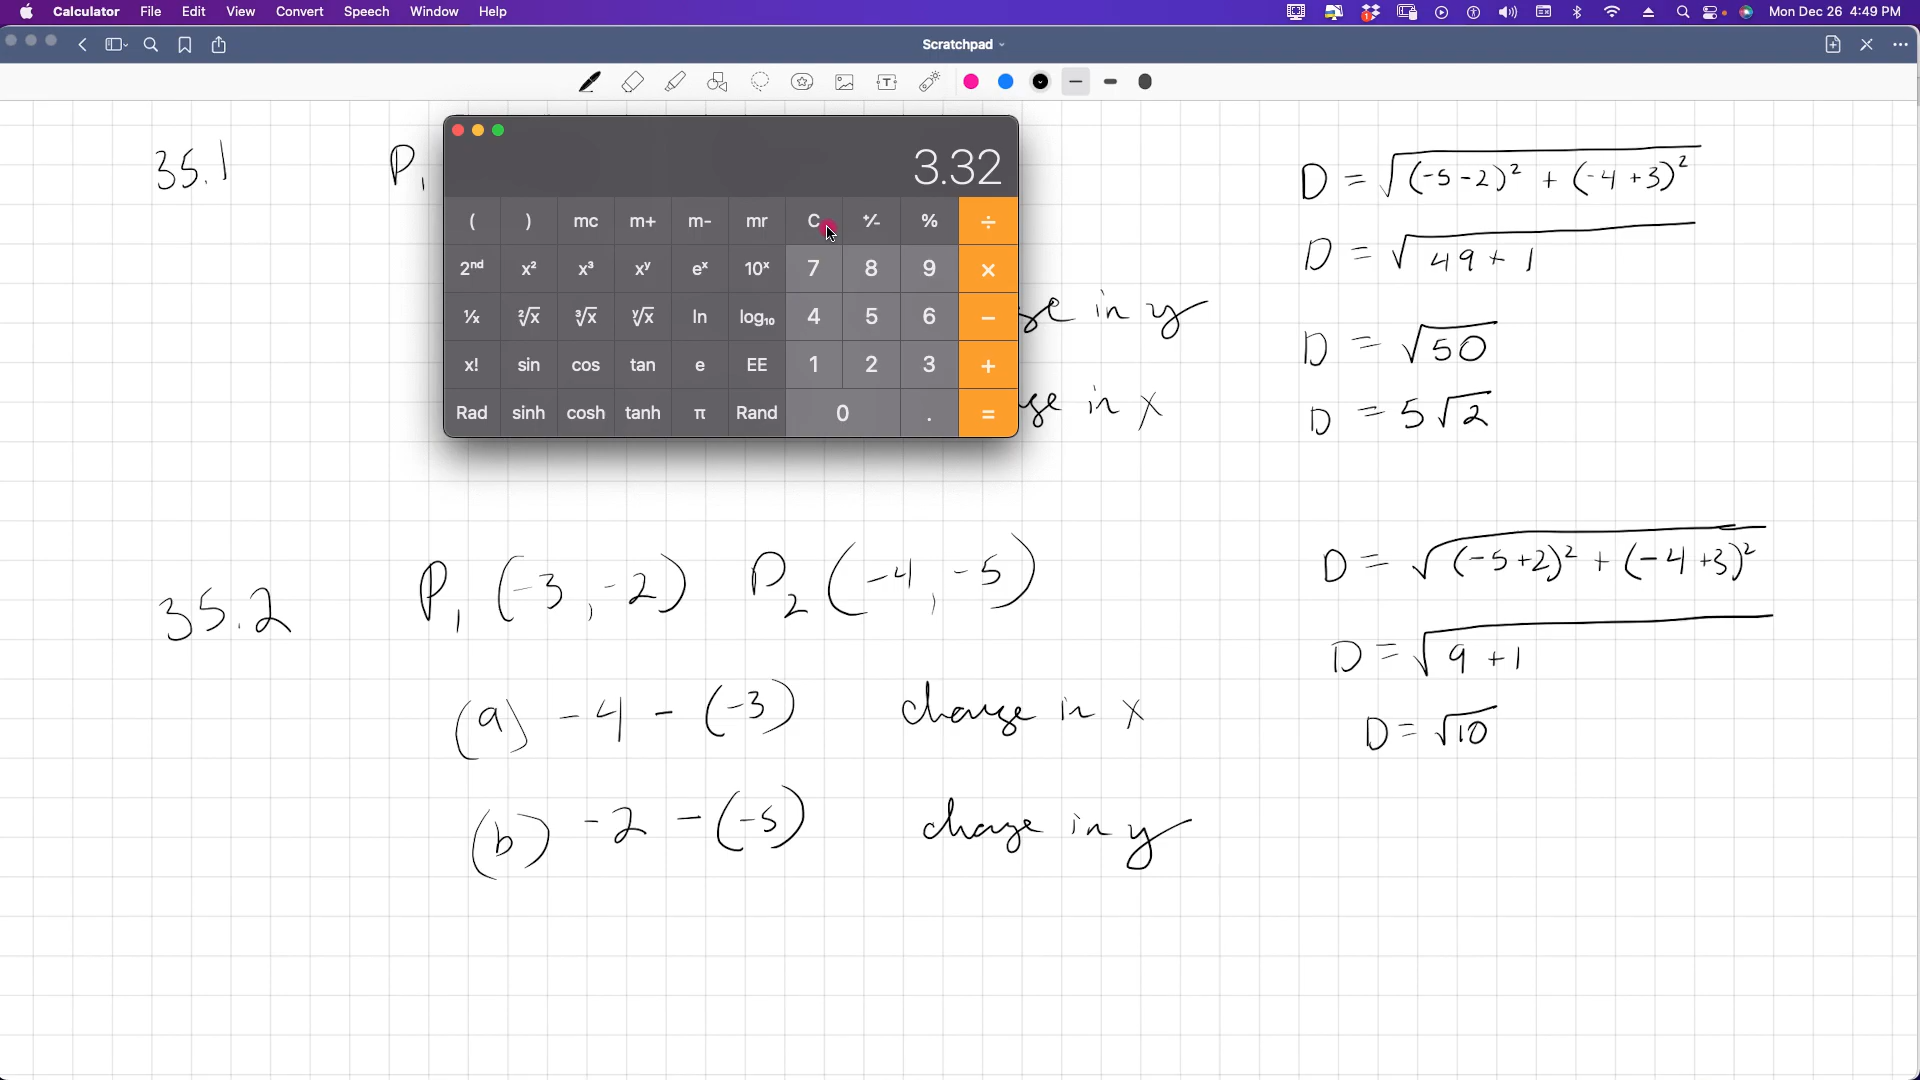 Calculator File Edit View Convert Speech Window Help Mon Dec 26 4:49 PM
Scratchpad
35.1 P₁
3.32
( ) mc m+ m- mr C ⁺⁄₋ % ÷
2ⁿᵈ x² x³ xʸ eˣ 10ˣ 7 8 9 ×
¹⁄x ²√x ³√x ʸ√x ln log₁₀ 4 5 6 −
x! sin cos tan e EE 1 2 3 +
Rad sinh cosh tanh π Rand 0 . =
ge in y
ge in x
D = √(-5-2)² + (-4+3)²
D = √49 + 1
D = √50
D = 5√2
35.2 P₁ (-3, -2) P₂ (-4, -5)
(a) -4 - (-3) change in x
(b) -2 - (-5) change in y
D = √(-5+2)² + (-4+3)²
D = √9 + 1
D = √10